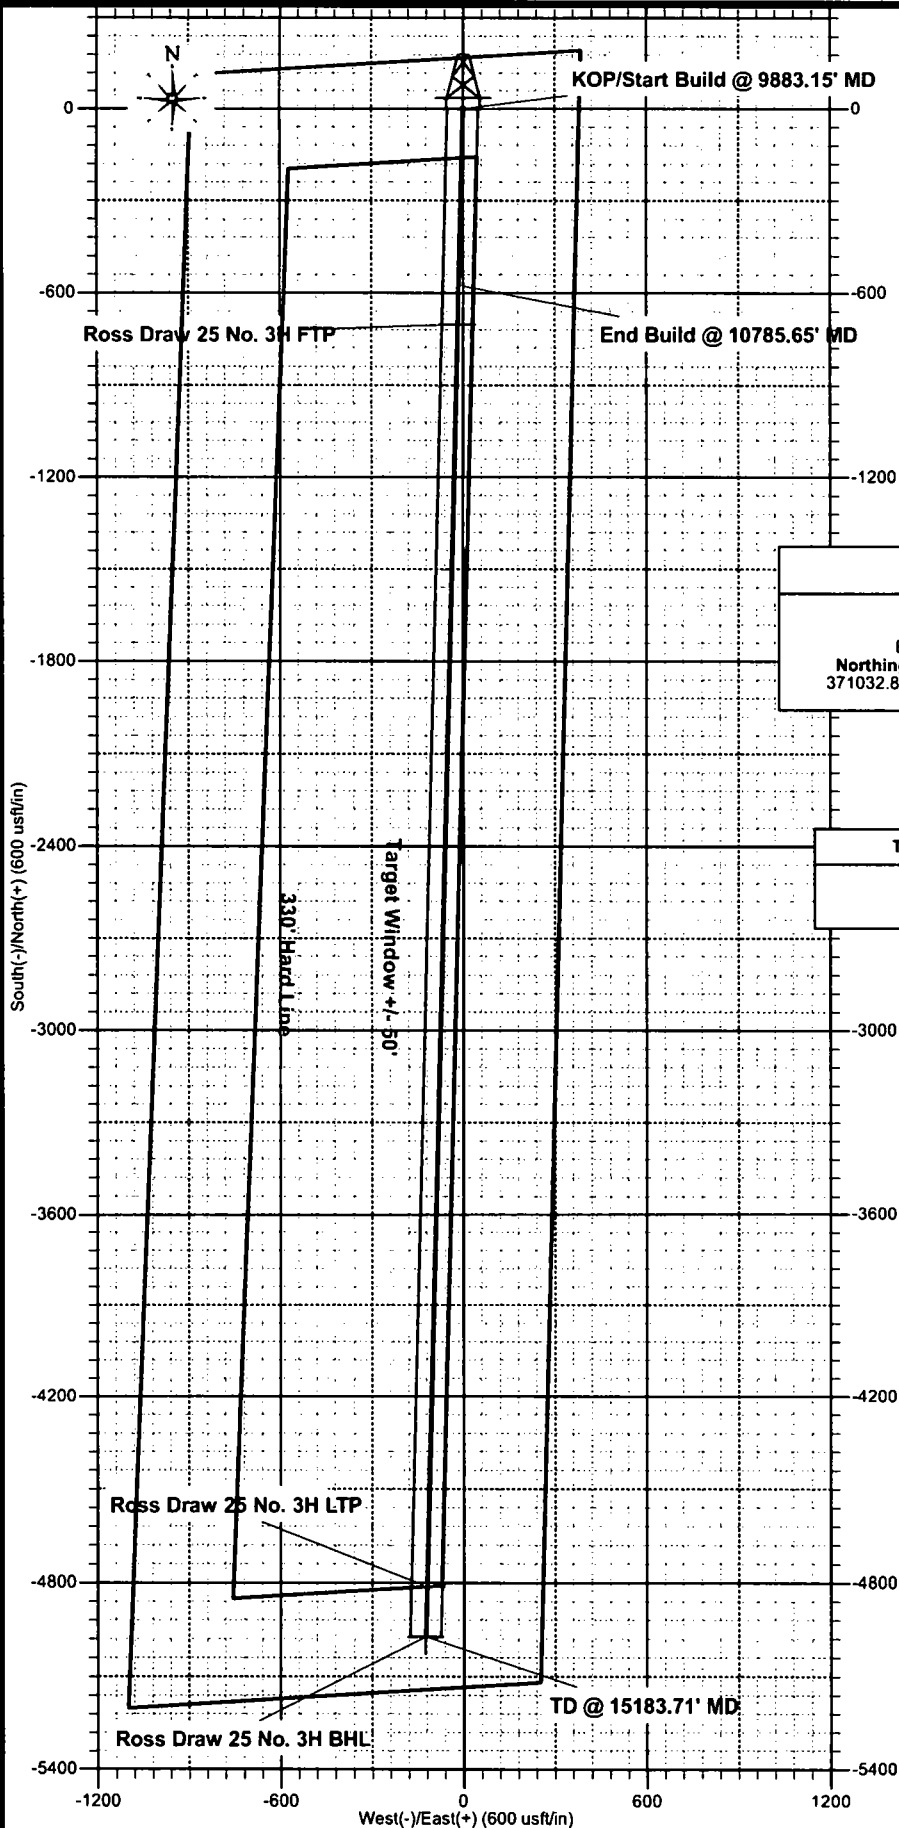 N
KOP/Start Build @ 9883.15' MD
0
0
-600
-600
Ross Draw 25 No. 3H FTP
End Build @ 10785.65' MD
-1200
-1200
-1800
Northin
371032.8
South(-)/North(+) (600 usft/in)
-2400
T
Target Window +/- 50'
330' Hard Line
-3000
-3000
-3600
-3600
-4200
-4200
Ross Draw 25 No. 3H LTP
-4800
-4800
TD @ 15183.71' MD
Ross Draw 25 No. 3H BHL
-5400
-5400
-1200
-600
0
600
1200
West(-)/East(+) (600 usft/in)